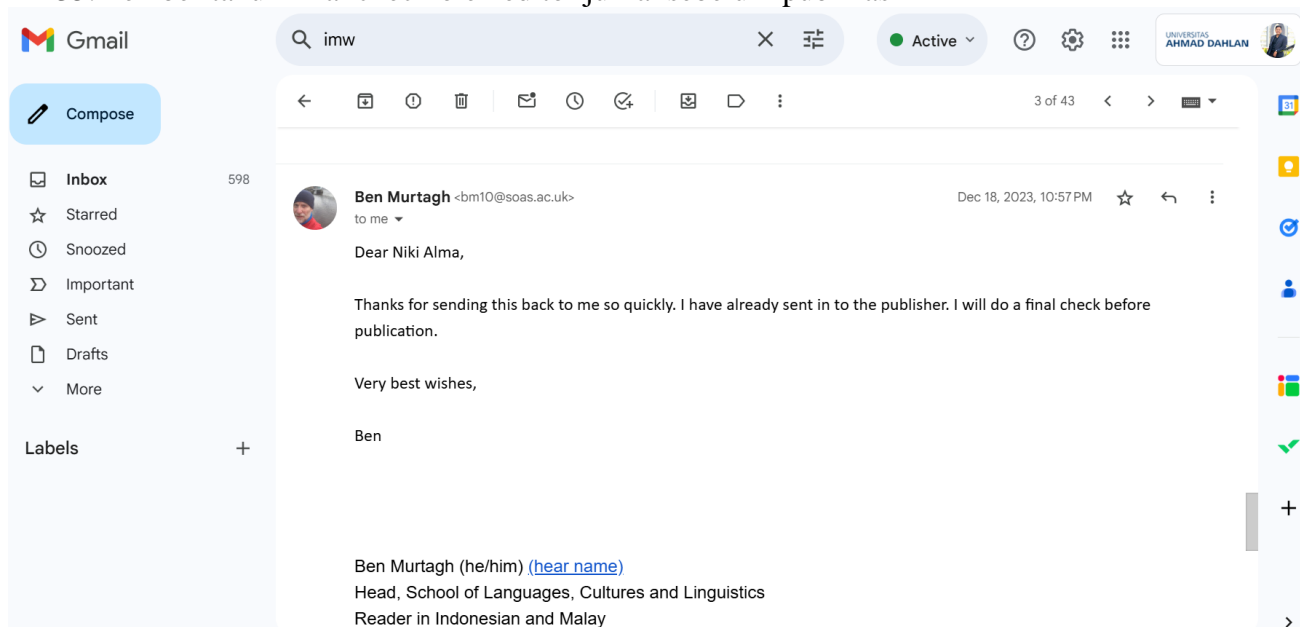 Gmail
imw
Active
UNIVERSITAS
AHMAD DAHLAN
Compose
3 of 43
31
Inbox 598
Starred
Snoozed
Important
Sent
Drafts
More
Labels
Ben Murtagh <bm10@soas.ac.uk> Dec 18, 2023, 10:57 PM
to me
Dear Niki Alma,
Thanks for sending this back to me so quickly. I have already sent in to the publisher. I will do a final check before
publication.
Very best wishes,
Ben
Ben Murtagh (he/him) (hear name)
Head, School of Languages, Cultures and Linguistics
Reader in Indonesian and Malay